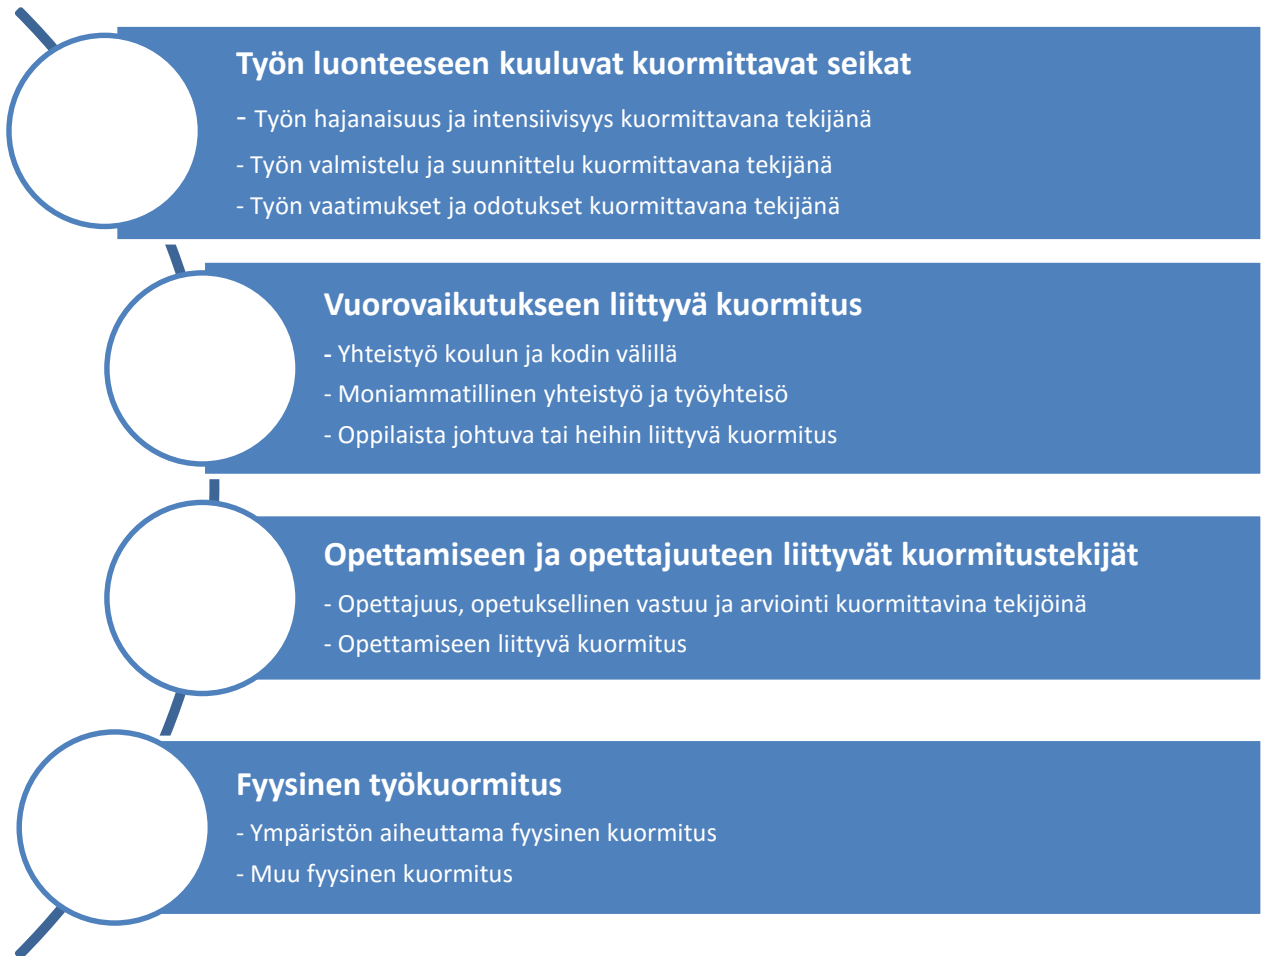 Työn luonteeseen kuuluvat kuormittavat seikat
- Työn hajanaisuus ja intensiivisyys kuormittavana tekijänä
- Työn valmistelu ja suunnittelu kuormittavana tekijänä
- Työn vaatimukset ja odotukset kuormittavana tekijänä
Vuorovaikutukseen liittyvä kuormitus
- Yhteistyö koulun ja kodin välillä
- Moniammatillinen yhteistyö ja työyhteisö
- Oppilaista johtuva tai heihin liittyvä kuormitus
Opettamiseen ja opettajuuteen liittyvät kuormitustekijät
- Opettajuus, opetuksellinen vastuu ja arviointi kuormittavina tekijöinä
- Opettamiseen liittyvä kuormitus
Fyysinen työkuormitus
- Ympäristön aiheuttama fyysinen kuormitus
- Muu fyysinen kuormitus